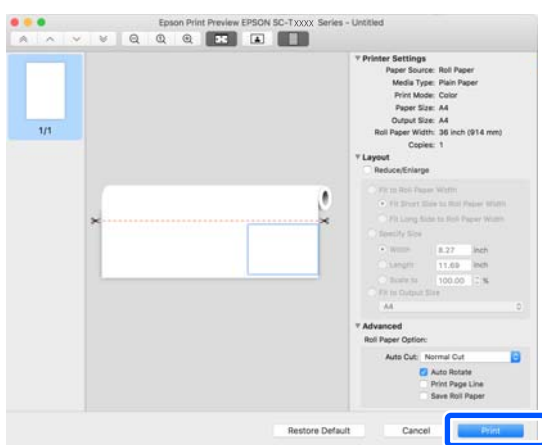 Epson Print Preview EPSON SC-TXXXX Series - Untitled
1/1
Printer Settings
Paper Source: Roll Paper
Media Type: Plain Paper
Print Mode: Color
Paper Size: A4
Output Size: A4
Roll Paper Width: 36 inch (914 mm)
Copies: 1
Layout
Reduce/Enlarge
Fit to Roll Paper Width
Fit Short Side to Roll Paper Width
Fit Long Side to Roll Paper Width
Specify Size
Width 8.27 inch
Length 11.69 inch
Scale to 100.00 %
Fit to Output Size
A4
Advanced
Roll Paper Option:
Auto Cut: Normal Cut
Auto Rotate
Print Page Line
Save Roll Paper
Restore Default Cancel Print